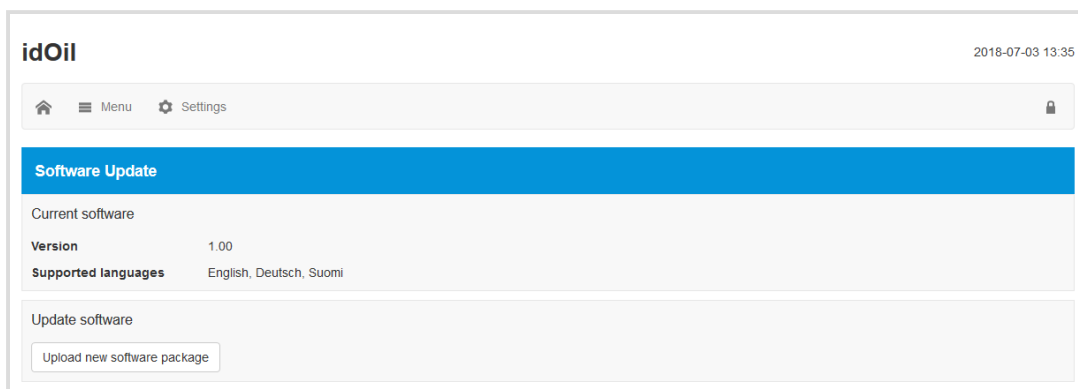 idOil
2018-07-03 13:35
Menu Settings
Software Update
Current software
Version 1.00
Supported languages English, Deutsch, Suomi
Update software
Upload new software package